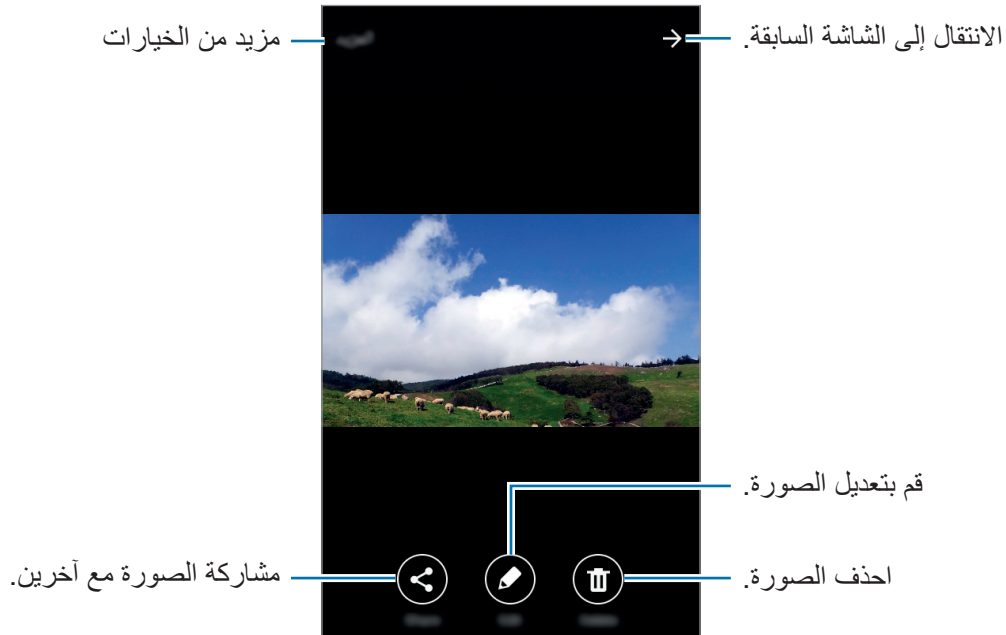 الانتقال إلى الشاشة السابقة.
مزيد من الخيارات
قم بتعديل الصورة.
احذف الصورة.
مشاركة الصورة مع آخرين.